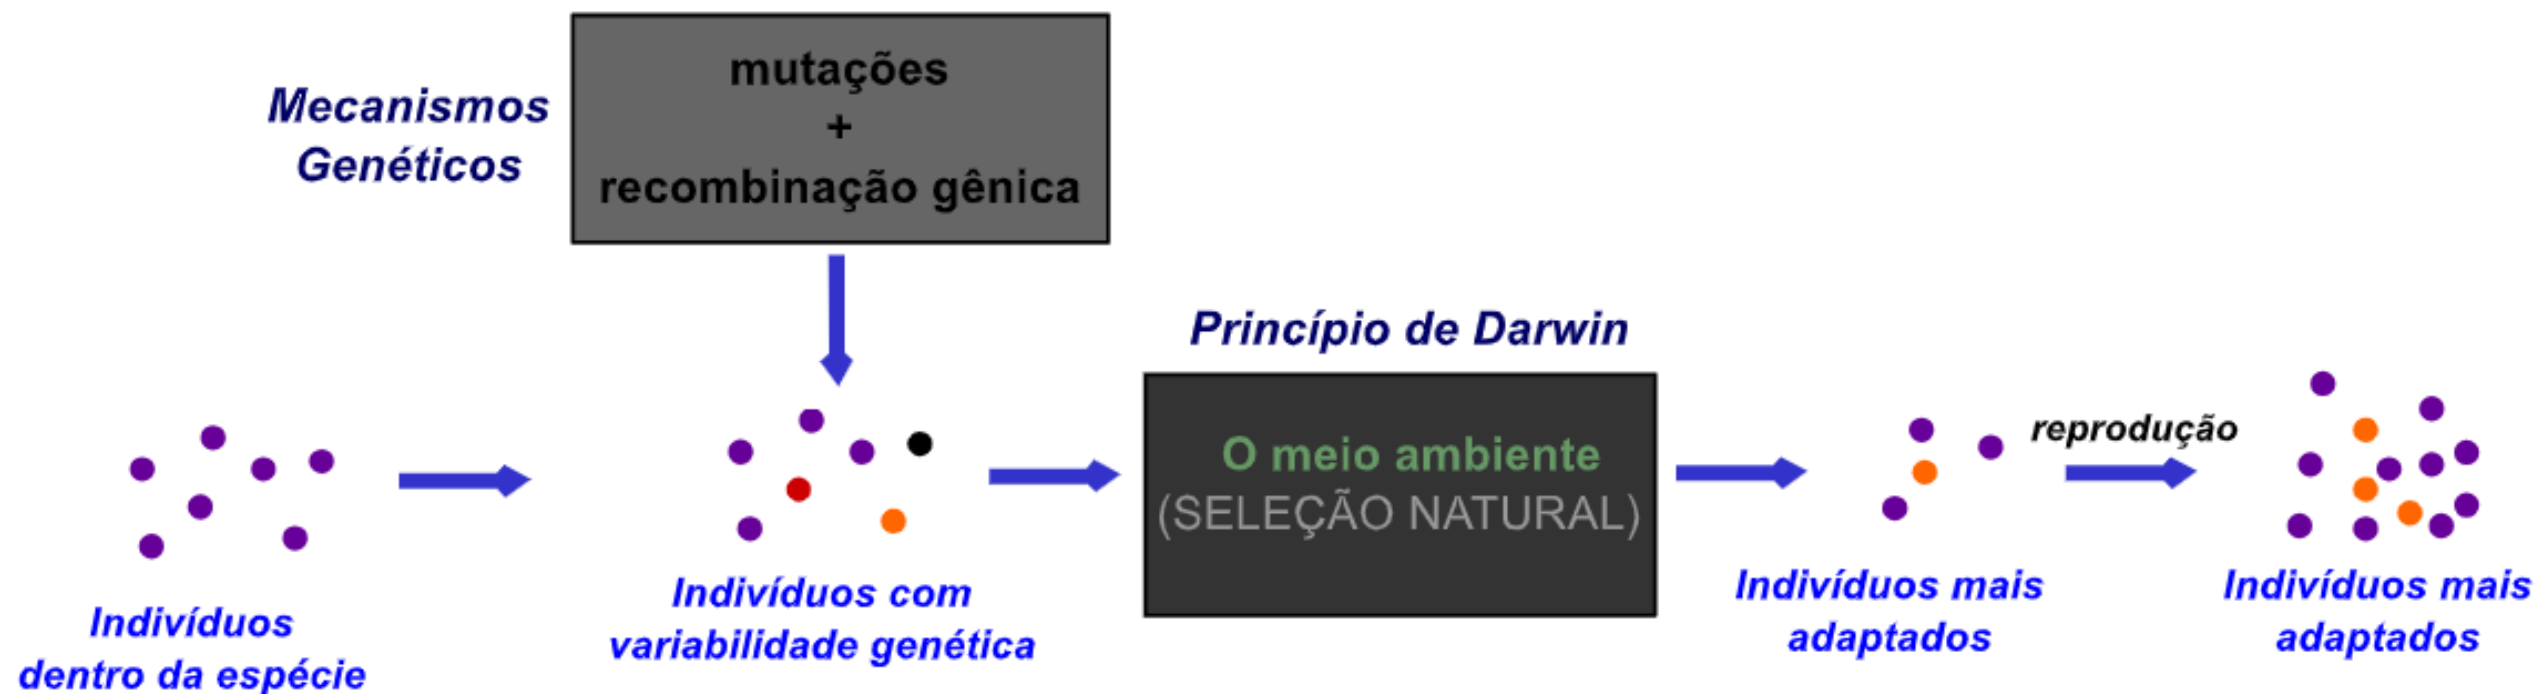 mutações
+
recombinação gênica
Mecanismos
Genéticos
Princípio de Darwin
O meio ambiente
(SELEÇÃO NATURAL)
reprodução
Indivíduos
dentro da espécie
Indivíduos com
variabilidade genética
Indivíduos mais
adaptados
Indivíduos mais
adaptados